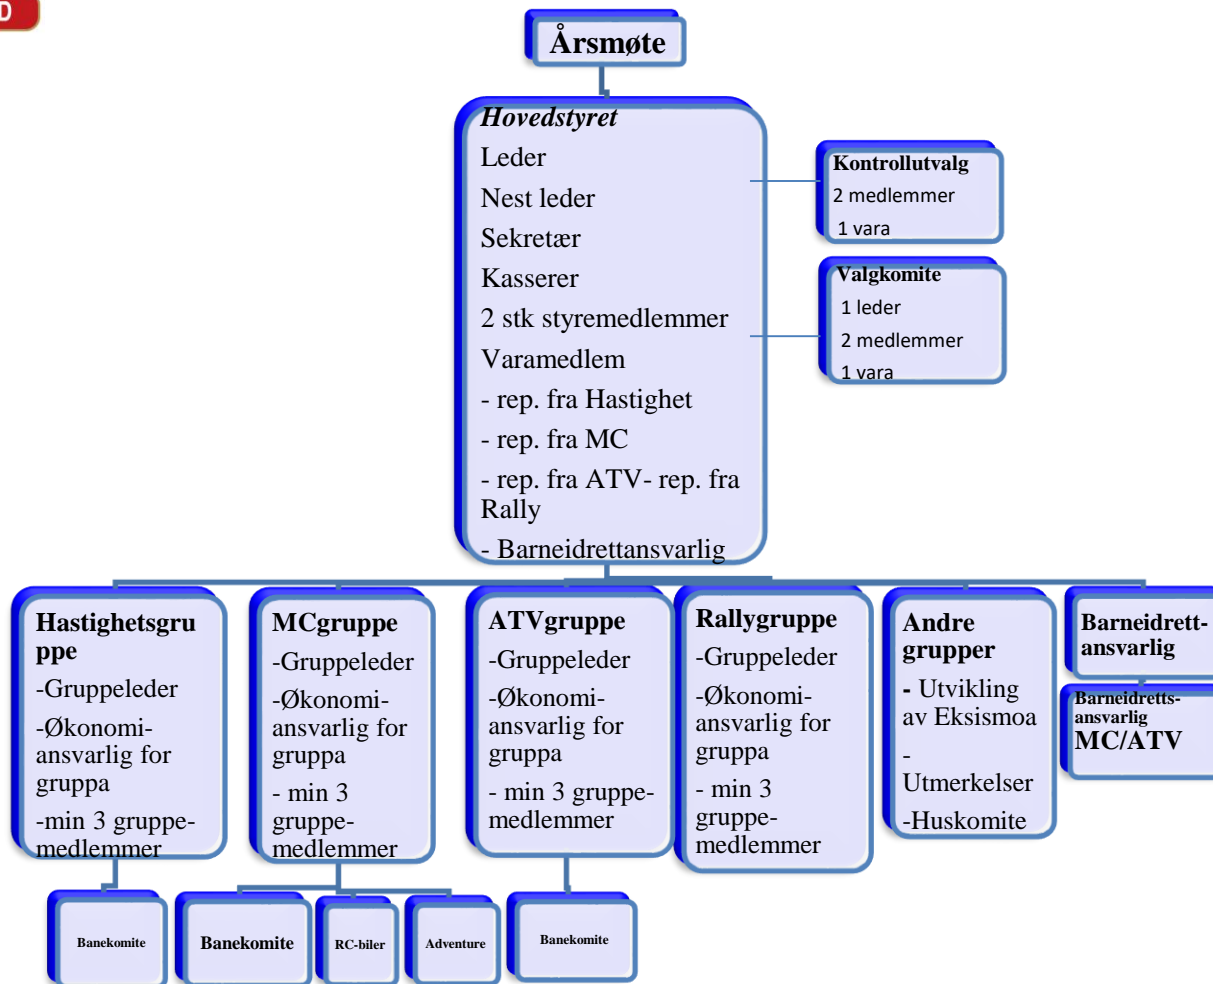 D
Årsmøte
Hovedstyret
Leder
Nest leder
Sekretær
Kasserer
2 stk styremedlemmer
Varamedlem
- rep. fra Hastighet
- rep. fra MC
- rep. fra ATV- rep. fra
Rally
- Barneidrettansvarlig
Kontrollutvalg
2 medlemmer
1 vara
Valgkomite
1 leder
2 medlemmer
1 vara
Hastighetsgru
ppe
-Gruppeleder
-Økonomi-
ansvarlig for
gruppa
-min 3 gruppe-
medlemmer
MCgruppe
-Gruppeleder
-Økonomi-
ansvarlig for
gruppa
- min 3
gruppe-
medlemmer
ATVgruppe
-Gruppeleder
-Økonomi-
ansvarlig for
gruppa
- min 3 gruppe-
medlemmer
Rallygruppe
-Gruppeleder
-Økonomi-
ansvarlig for
gruppa
- min 3
gruppe-
medlemmer
Andre
grupper
- Utvikling
av Eksismoa
-
Utmerkelser
-Huskomite
Barneidrett-
ansvarlig
Barneidretts-
ansvarlig
MC/ATV
Banekomite
Banekomite
RC-biler
Adventure
Banekomite